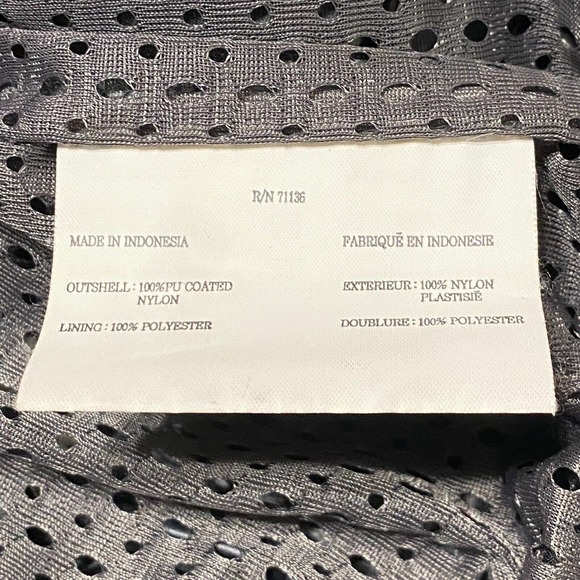 R/N 71136
MADE IN INDONESIA
OUTSHELL : 100%PU COATED
NYLON
LINING : 100% POLYESTER
FABRIQUĒ EN INDONESIE
EXTERIEUR : 100% NYLON
PLASTISIÉ
DOUBLURE : 100% POLYESTER